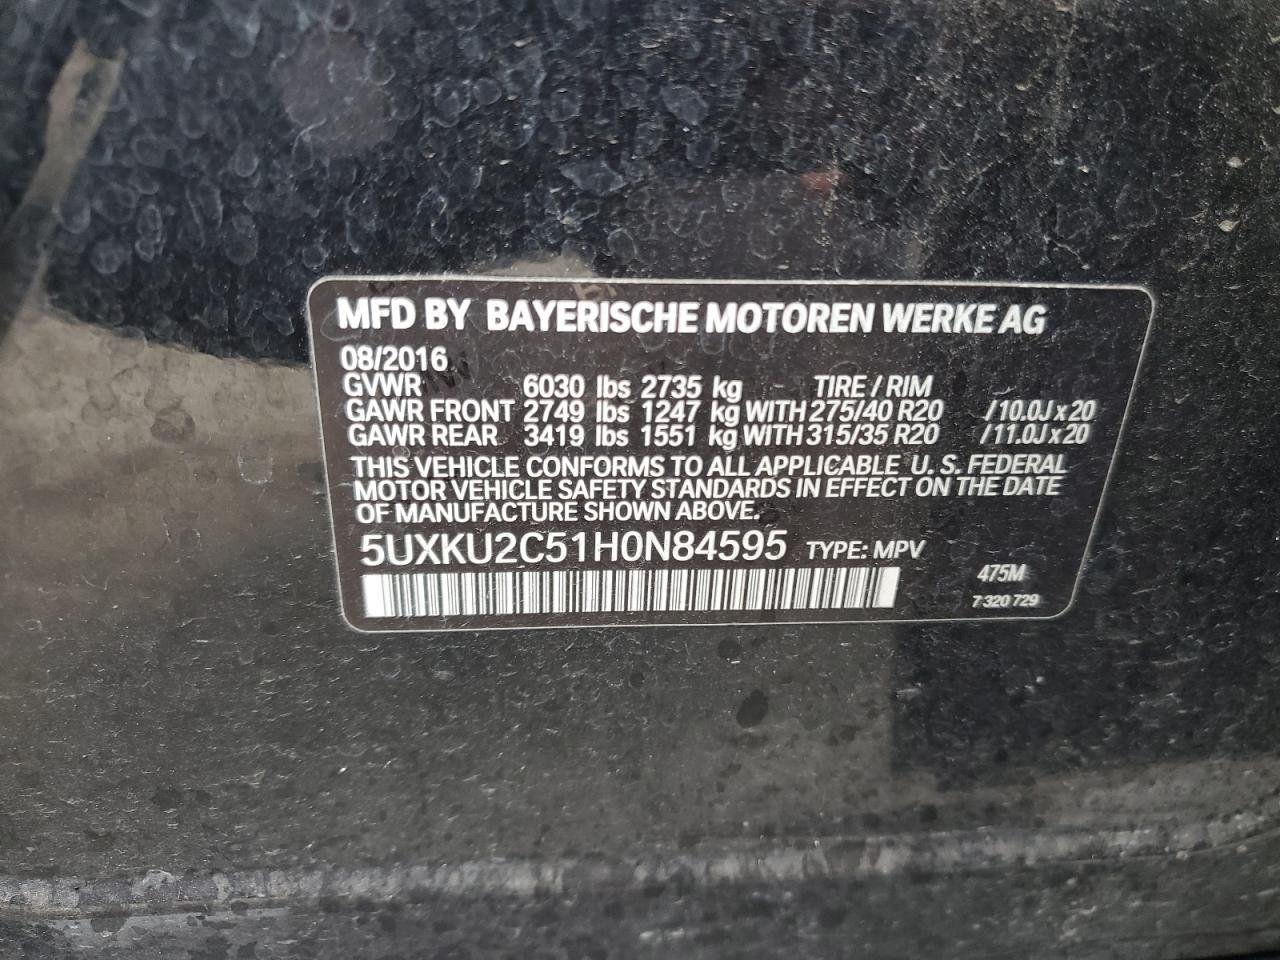 MFD BY BAYERISCHE MOTOREN WERKE AG
08/2016
GVWR 6030 lbs 2735 kg TIRE / RIM
GAWR FRONT 2749 lbs 1247 kg WITH 275/40 R20 /10.0J x 20
GAWR REAR 3419 lbs 1551 kg WITH 315/35 R20 /11.0J x 20
THIS VEHICLE CONFORMS TO ALL APPLICABLE U. S. FEDERAL
MOTOR VEHICLE SAFETY STANDARDS IN EFFECT ON THE DATE
OF MANUFACTURE SHOWN ABOVE.
5UXKU2C51H0N84595 TYPE: MPV
475M
7 320 729